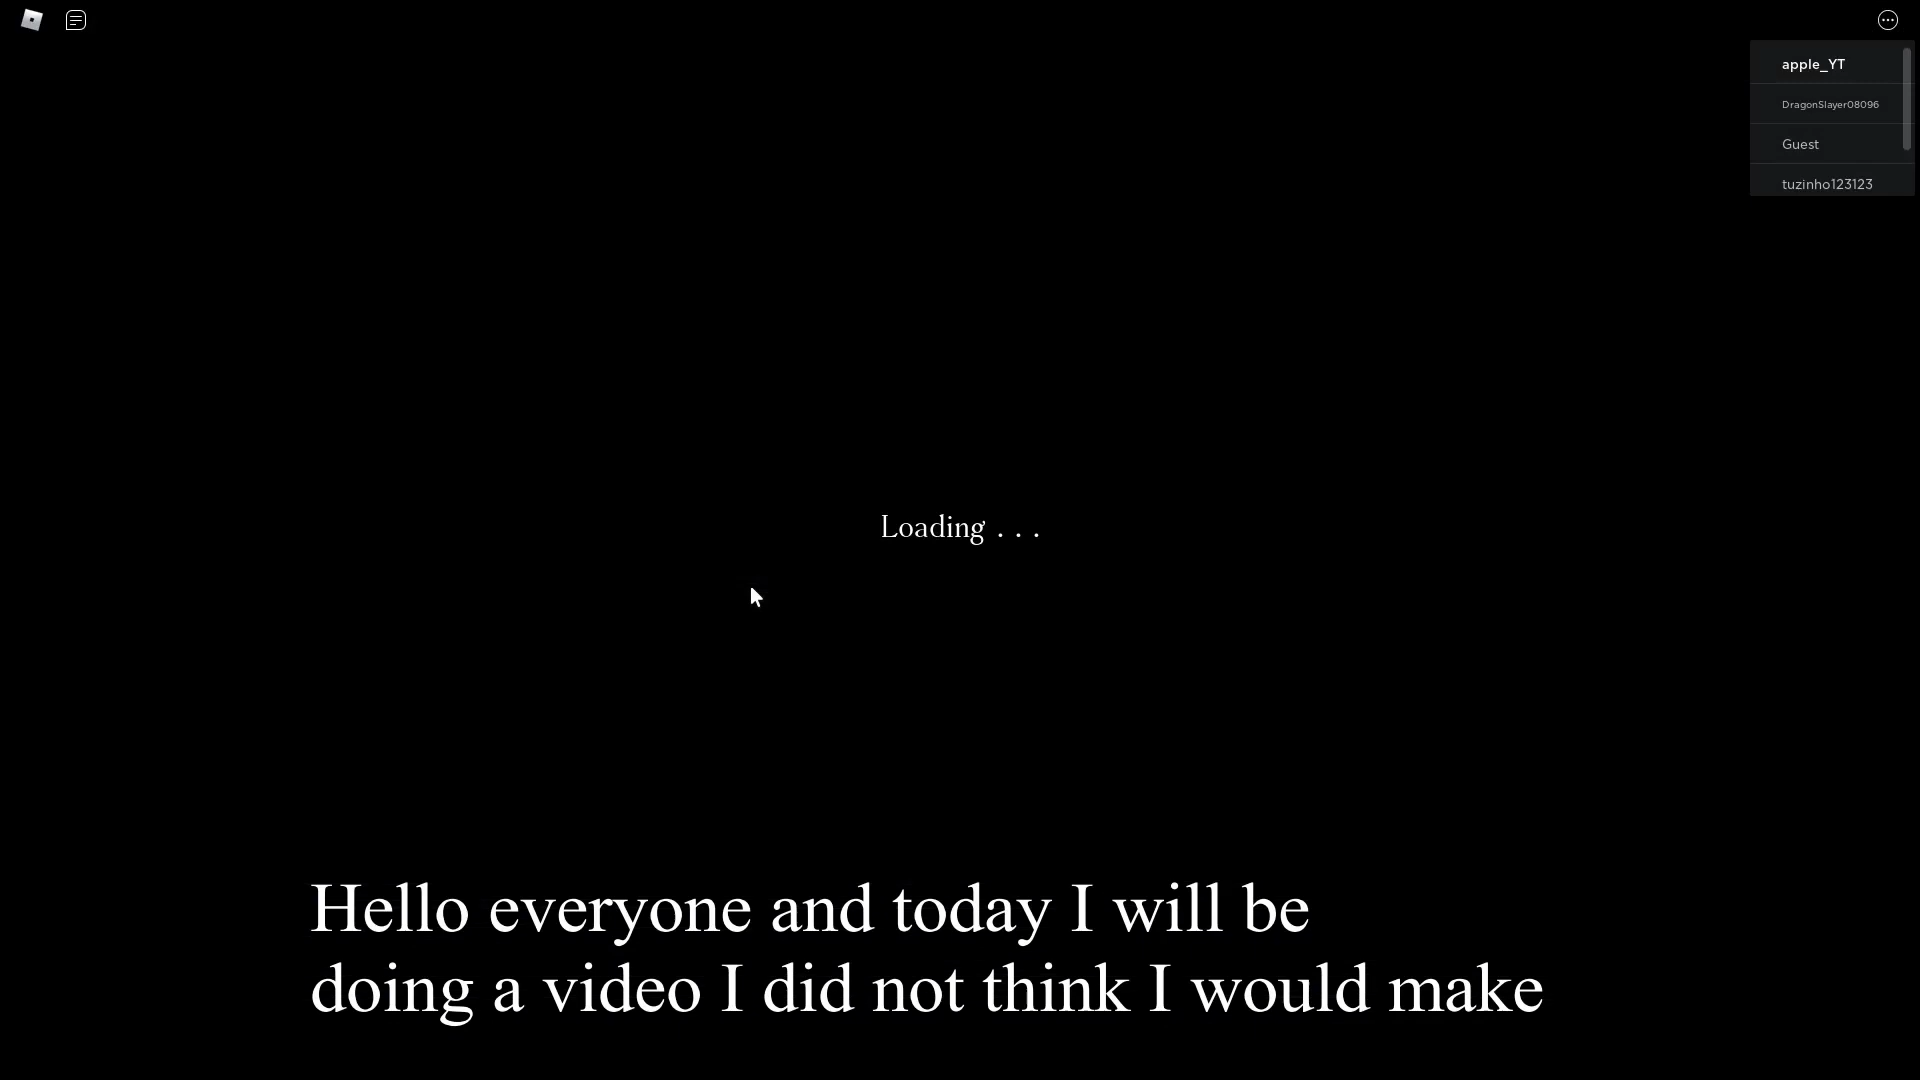 apple_YT
DragonSlayer08096
Guest
tuzinho123123
Loading . . .
Hello everyone and today I will be
doing a video I did not think I would make